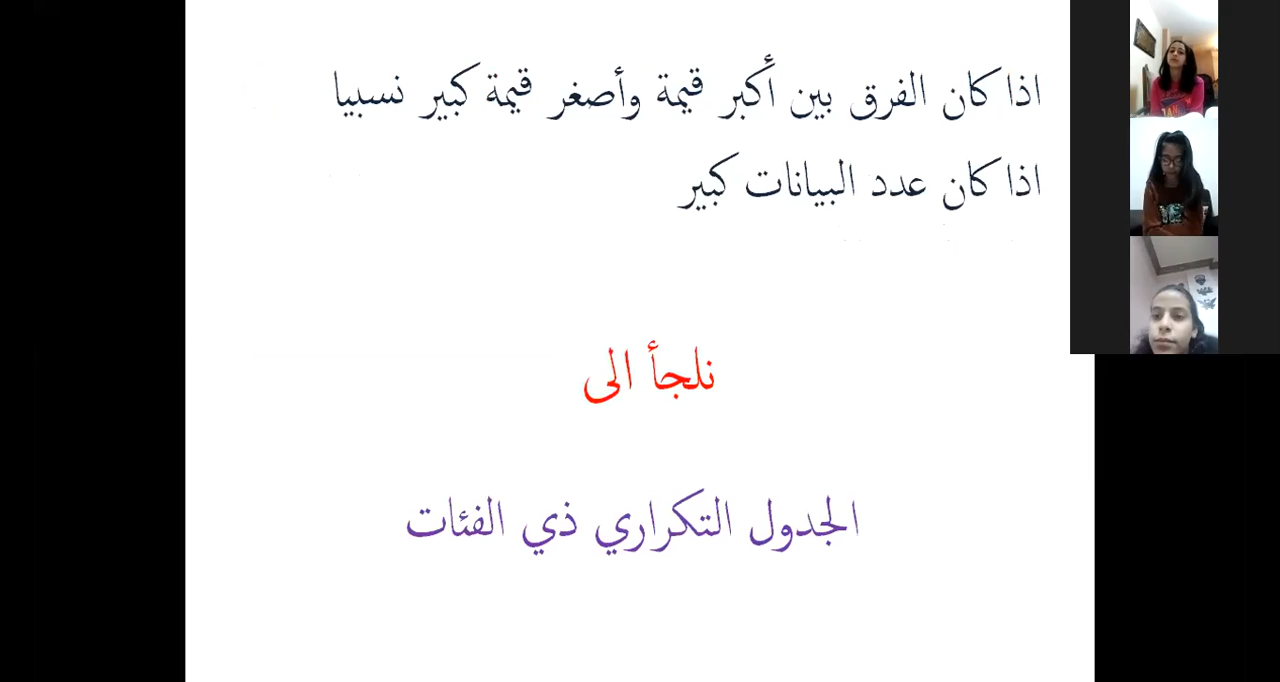 اذا كان الفرق بين أكبر قيمة وأصغر قيمة كبير نسبيا
اذا كان عدد البيانات كبير
نلجأ الى
الجدول التكراري ذي الفئات